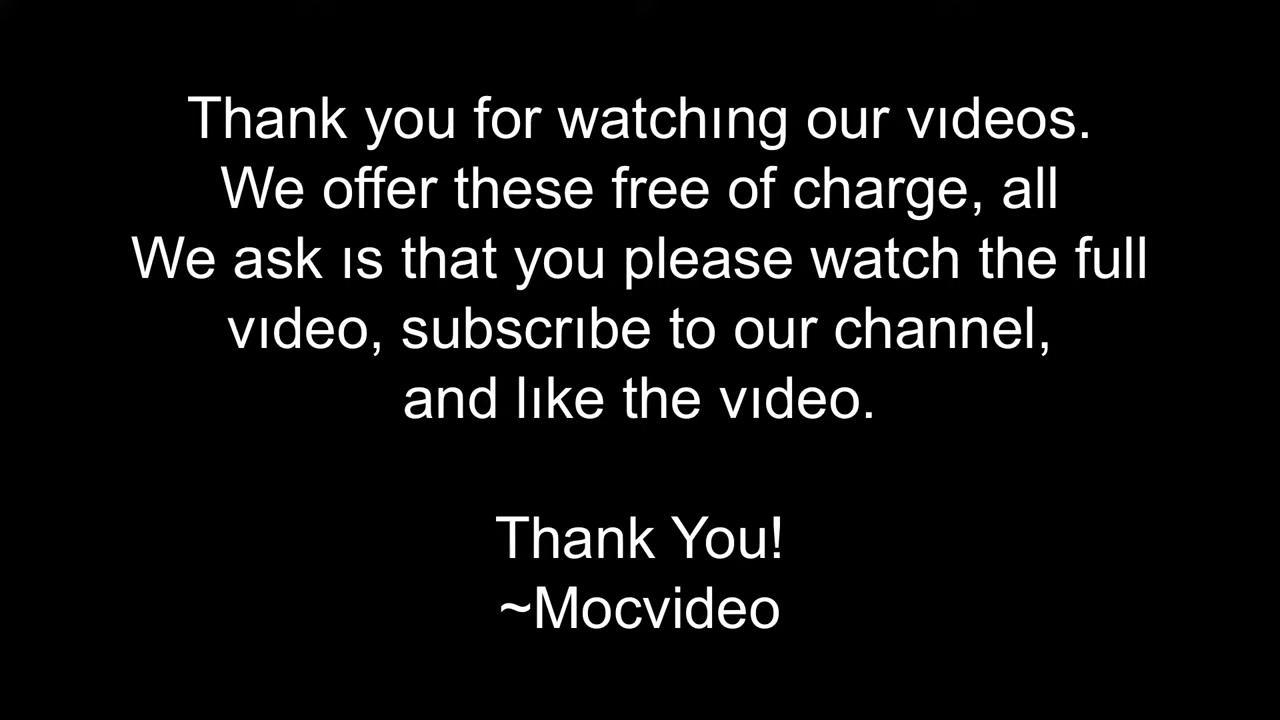 Thank you for watchıng our vıdeos.
We offer these free of charge, all
We ask ıs that you please watch the full
vıdeo, subscrıbe to our channel,
and lıke the vıdeo.
Thank You!
~Mocvideo